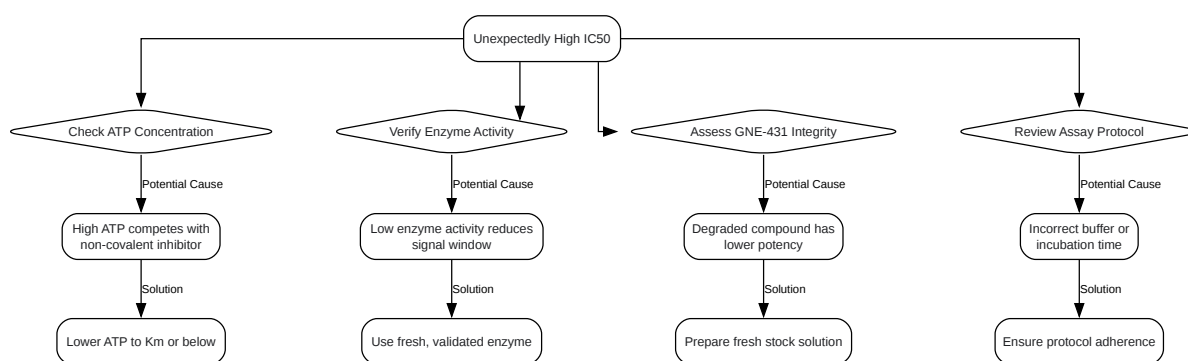 Unexpectedly High IC50
Check ATP Concentration
Verify Enzyme Activity
Assess GNE-431 Integrity
Review Assay Protocol
Potential Cause
Potential Cause
Potential Cause
Potential Cause
High ATP competes with
non-covalent inhibitor
Low enzyme activity reduces
signal window
Degraded compound has
lower potency
Incorrect buffer or
incubation time
Solution
Solution
Solution
Solution
Lower ATP to Km or below
Use fresh, validated enzyme
Prepare fresh stock solution
Ensure protocol adherence